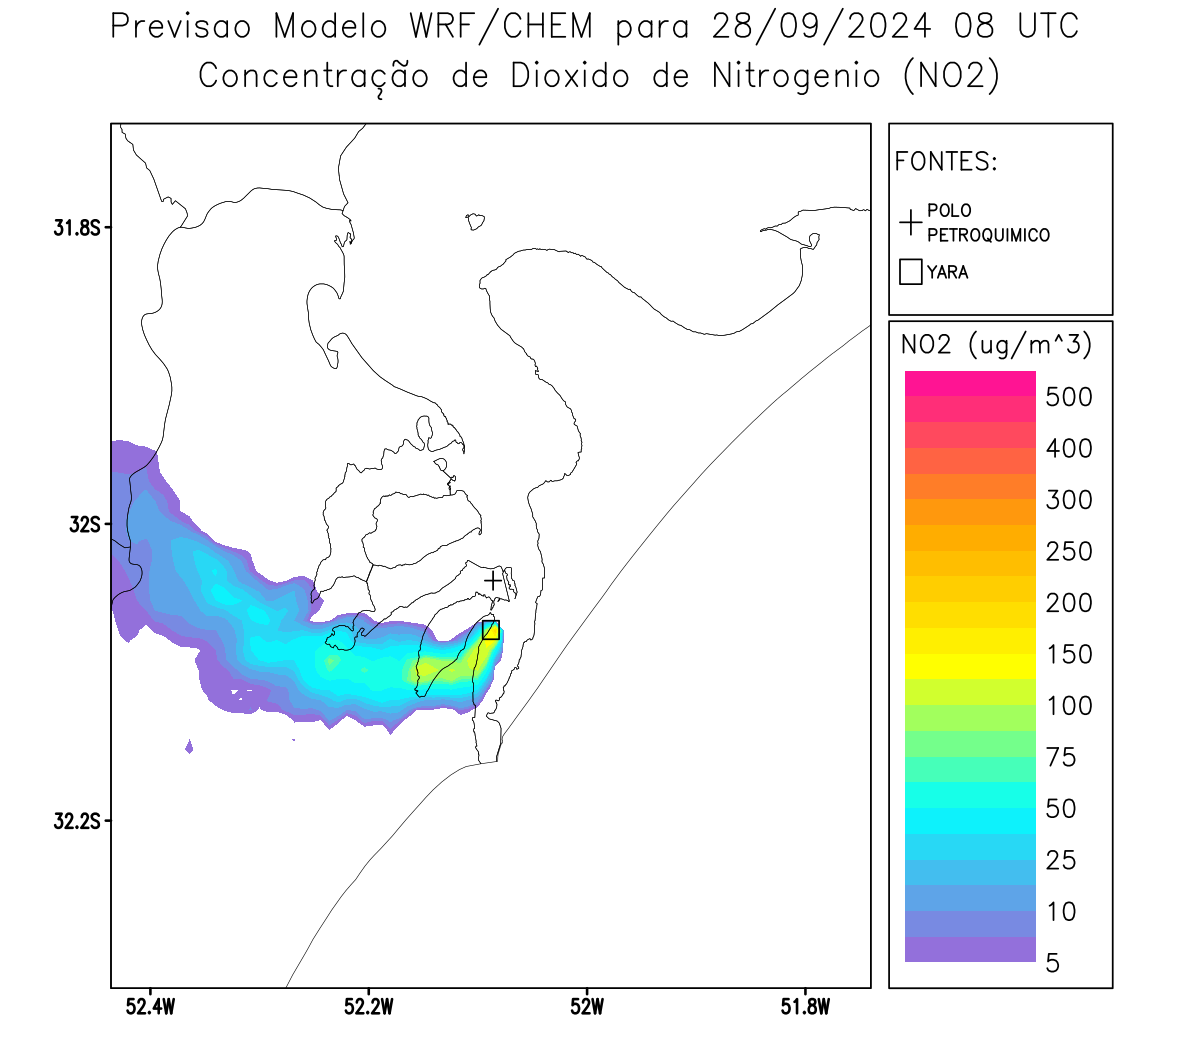 Previsao Modelo WRF/CHEM para 28/09/2024 08 UTC
Concentração de Dioxido de Nitrogenio (NO2)
FONTES:
POLO
PETROQUIMICO
YARA
31.8S
32S
32.2S
52.4W
52.2W
52W
51.8W
NO2 (ug/m^3)
500
400
300
250
200
150
100
75
50
25
10
5